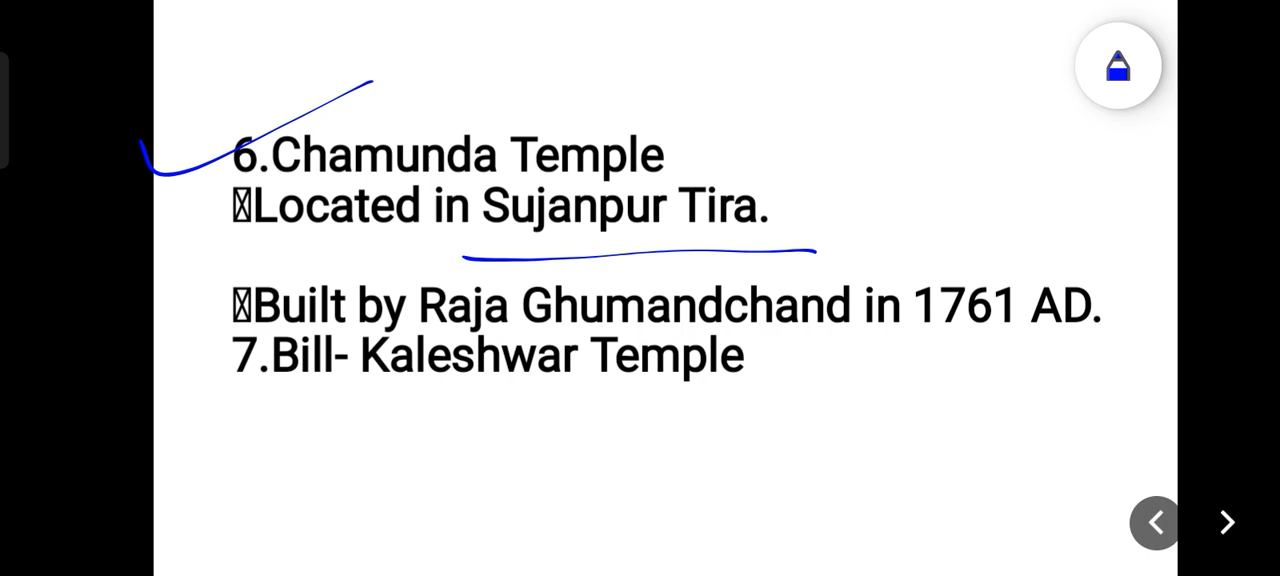 6.Chamunda Temple
Located in Sujanpur Tira.
Built by Raja Ghumandchand in 1761 AD.
7.Bill- Kaleshwar Temple